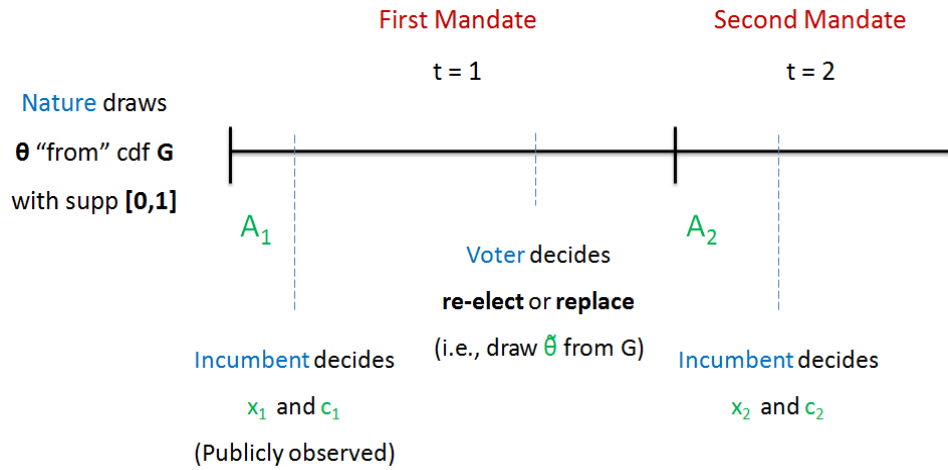 First Mandate
Second Mandate
t = 1
t = 2
Nature draws
θ “from” cdf G
with supp [0,1]
A₁
A₂
Voter decides
re-elect or replace
(i.e., draw θ̃ from G)
Incumbent decides
x₁ and c₁
(Publicly observed)
Incumbent decides
x₂ and c₂